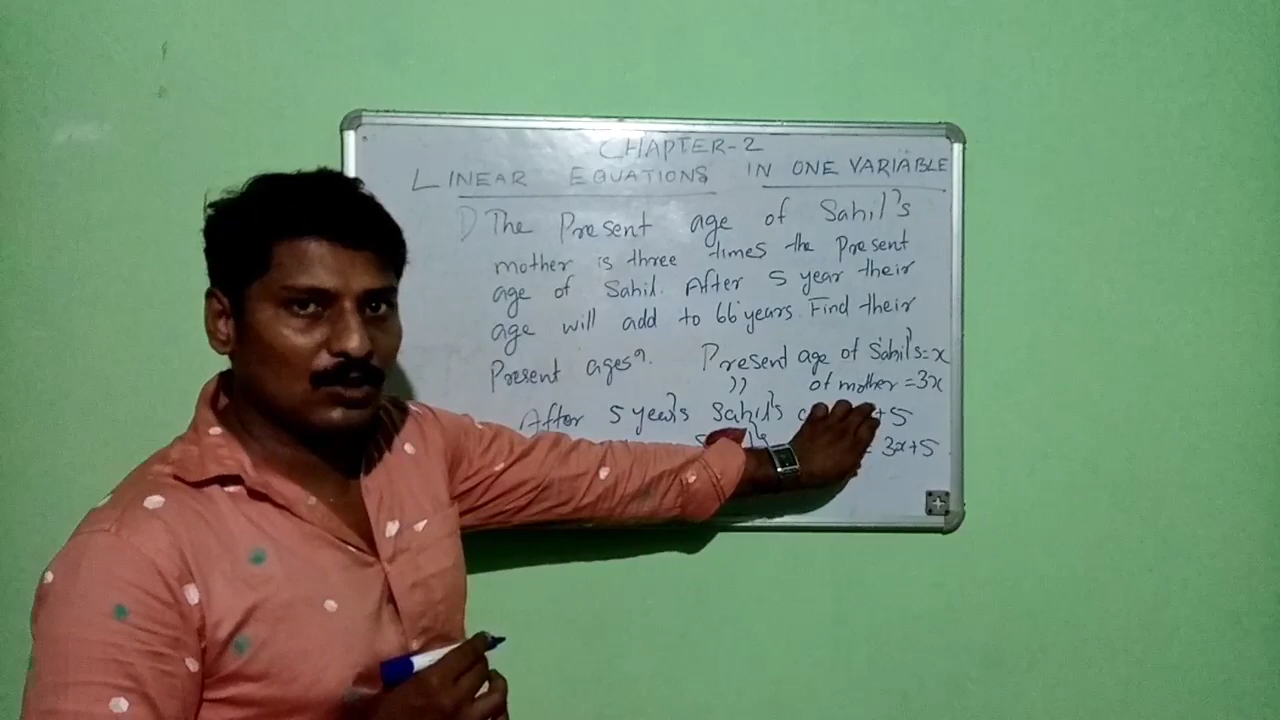 CHAPTER-2
LINEAR EQUATIONS IN ONE VARIABLE
1) The Present age of Sahil's
mother is three times the Present
age of Sahil. After 5 year their
age will add to 66 years. Find their
Present ages?. Present age of Sahil's=x
)) of mother =3x
After 5 years Sahil's +5
= 3x+5